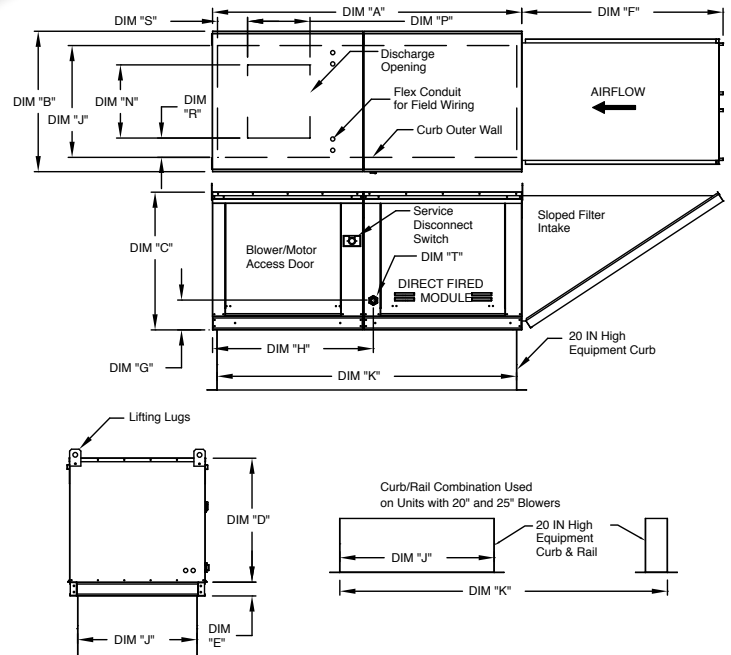 DIM "A"
DIM "F"
DIM "S"
DIM "P"
Discharge
Opening
DIM "B"
DIM "N"
DIM "J"
DIM
"R"
Flex Conduit
for Field Wiring
Curb Outer Wall
AIRFLOW
DIM "C"
Blower/Motor
Access Door
Service
Disconnect
Switch
DIM "T"
DIRECT FIRED
MODULE
Sloped Filter
Intake
DIM "H"
DIM "G"
DIM "K"
20 IN High
Equipment Curb
Lifting Lugs
DIM "D"
DIM "J"
DIM
"E"
Curb/Rail Combination Used
on Units with 20" and 25" Blowers
20 IN High
Equipment
Curb & Rail
DIM "J"
DIM "K"